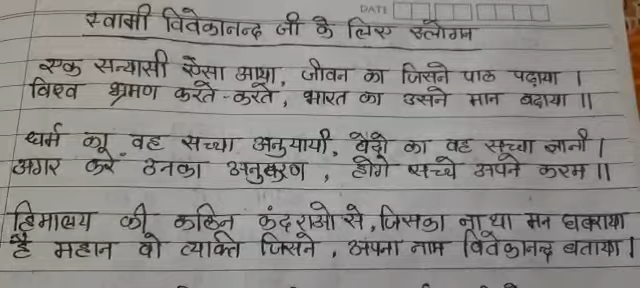 DATE
स्वामी विवेकानन्द जी के लिए स्लोगन
एक सन्यासी ऐसा आया, जीवन का जिसने पाठ पढ़ाया ।
विश्व भ्रमण करते-करते, भारत का उसने मान बढ़ाया ॥
धर्म का वह सच्चा अनुयायी, वेदों का वह सच्चा ज्ञानी ।
अगर करे उनका अनुसरण, होंगे सच्चे अपने करम ॥
हिमालय की कठिन कंदराओ से, जिसका ना था मन घबराया
है महान वो व्यक्ति जिसने, अपना नाम विवेकानन्द बताया ।